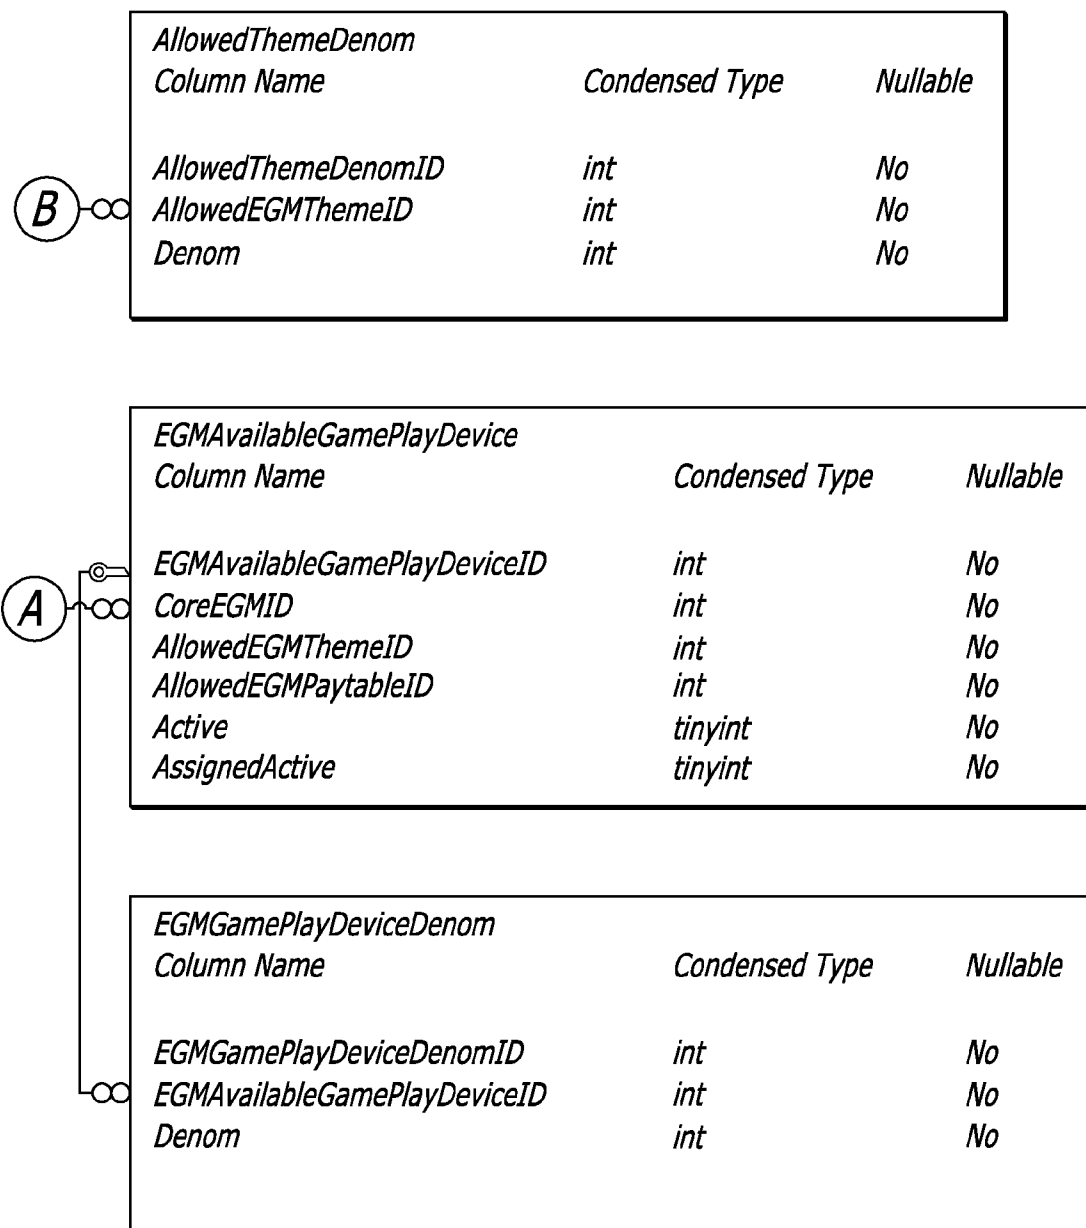 AllowedThemeDenom
Column Name Condensed Type Nullable
AllowedThemeDenomID int No
B AllowedEGMThemeID int No
Denom int No
EGMAvailableGamePlayDevice
Column Name Condensed Type Nullable
EGMAvailableGamePlayDeviceID int No
A CoreEGMID int No
AllowedEGMThemeID int No
AllowedEGMPaytableID int No
Active tinyint No
AssignedActive tinyint No
EGMGamePlayDeviceDenom
Column Name Condensed Type Nullable
EGMGamePlayDeviceDenomID int No
EGMAvailableGamePlayDeviceID int No
Denom int No